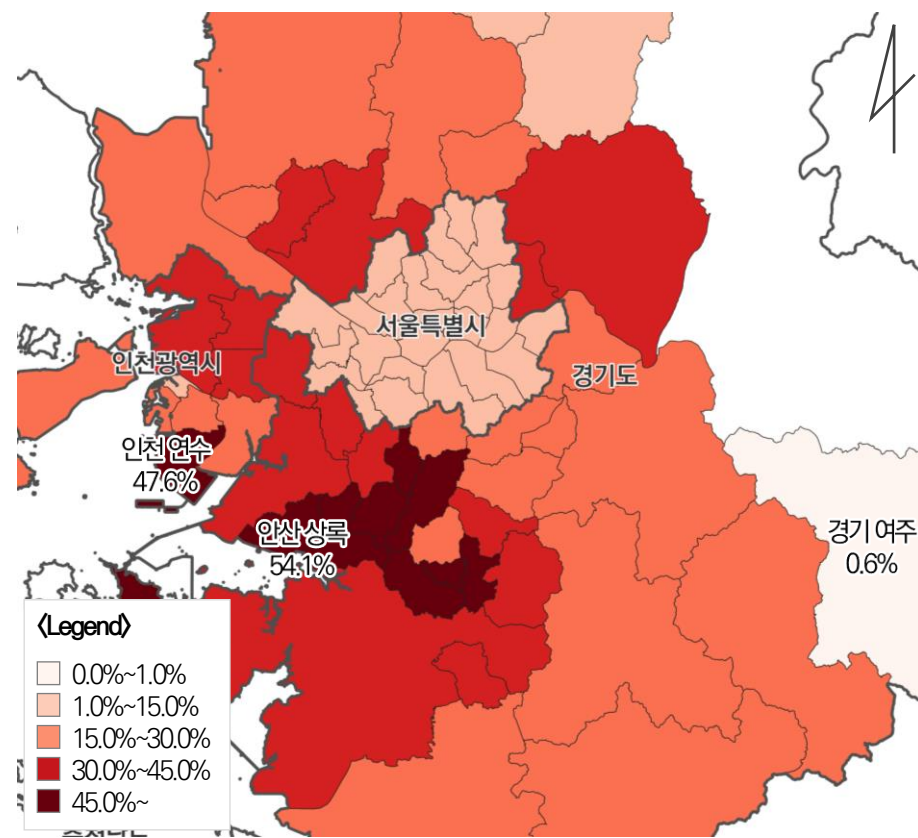 서울특별시
인천광역시
경기도
인천 연수
47.6%
안산 상록
54.1%
경기 여주
0.6%
〈Legend〉
0.0%~1.0%
1.0%~15.0%
15.0%~30.0%
30.0%~45.0%
45.0%~